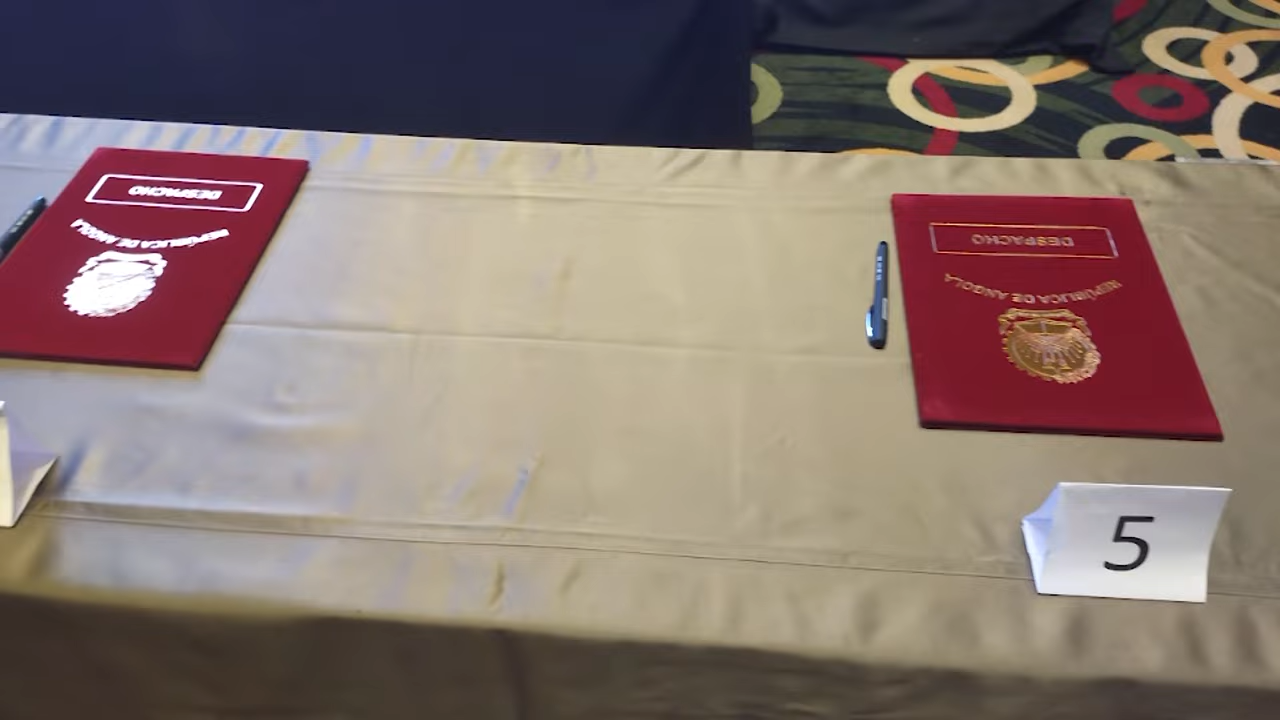 DESPACHO
REPÚBLICA DE ANGOLA
DESPACHO
REPÚBLICA DE ANGOLA
5